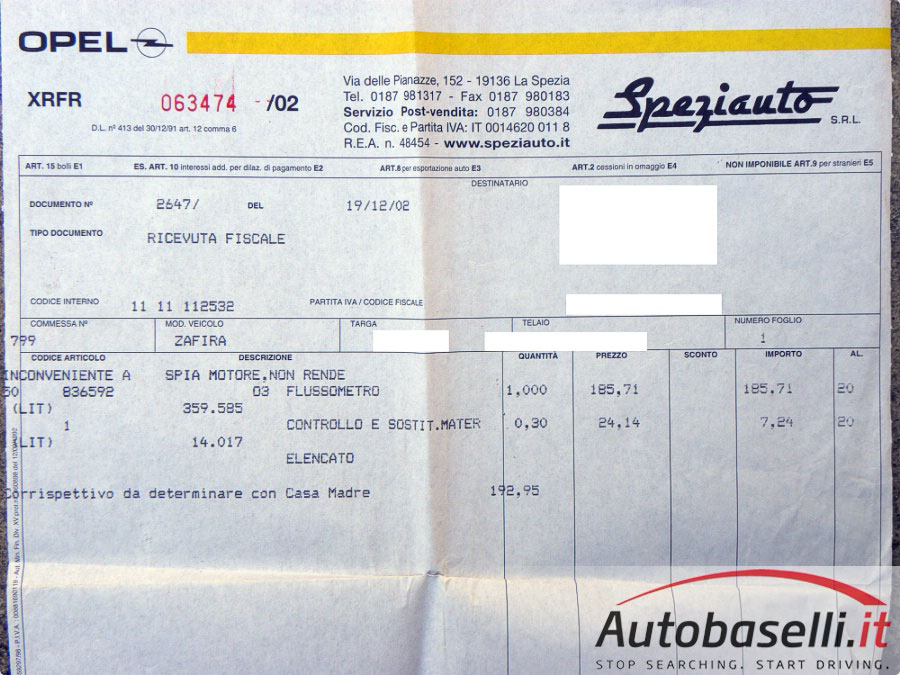 OPEL
XRFR 063474 - /02
D.L. n° 413 del 30/12/91 art. 12 comma 6
Via delle Pianazze, 152 - 19136 La Spezia
Tel. 0187 981317 - Fax 0187 980183
Servizio Post-vendita: 0187 980384
Cod. Fisc. e Partita IVA: IT 0014620 011 8
R.E.A. n. 48454 - www.speziauto.it
Speziauto S.R.L.
ART. 15 bolli E1 ES. ART. 10 interessi add. per dilaz. di pagamento E2 ART.8 per esportazione auto E3 ART.2 cessioni in omaggio E4 NON IMPONIBILE ART.9 per stranieri E5
DESTINATARIO
DOCUMENTO N° 2647/ DEL 19/12/02
TIPO DOCUMENTO RICEVUTA FISCALE
CODICE INTERNO 11 11 112532 PARTITA IVA / CODICE FISCALE
COMMESSA N° MOD. VEICOLO TARGA TELAIO NUMERO FOGLIO
799 ZAFIRA 1
CODICE ARTICOLO DESCRIZIONE QUANTITÀ PREZZO SCONTO IMPORTO AL.
INCONVENIENTE A SPIA MOTORE,NON RENDE
50 836592 03 FLUSSOMETRO 1,000 185,71 185,71 20
(LIT) 359.585
1 CONTROLLO E SOSTIT.MATER 0,30 24,14 7,24 20
(LIT) 14.017
ELENCATO
Corrispettivo da determinare con Casa Madre 192,95
Autobaselli.it
STOP SEARCHING. START DRIVING.